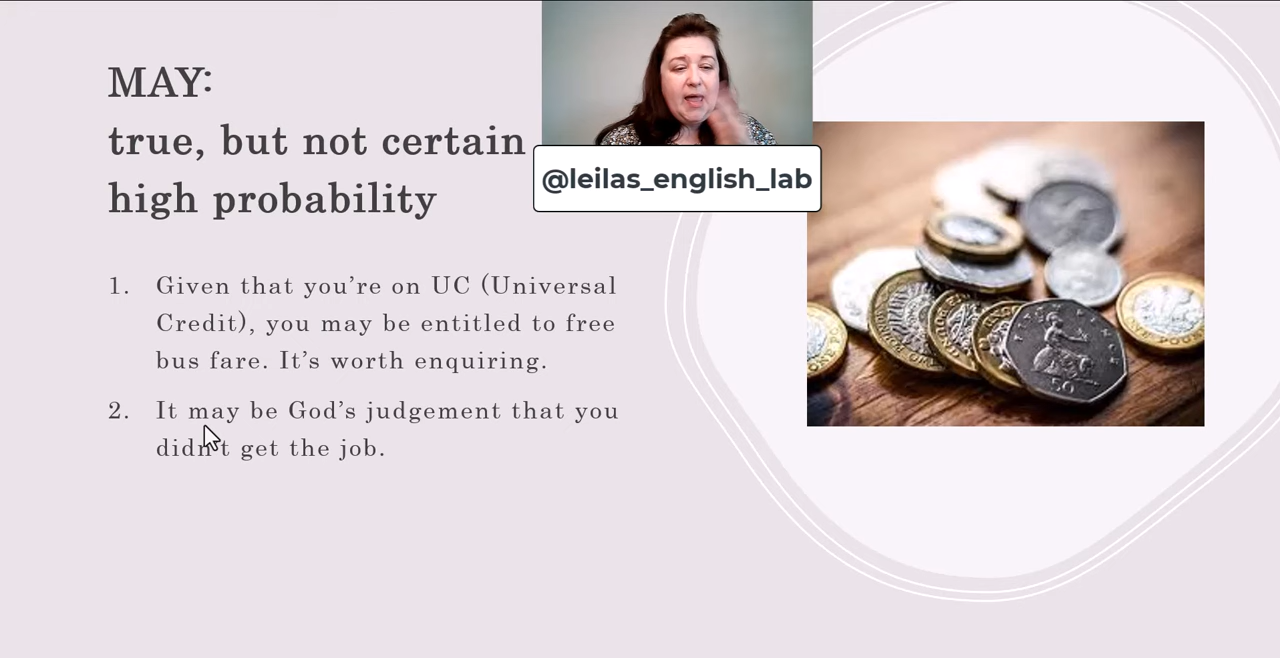 MAY:
true, but not certain
high probability
@leilas_english_lab
1. Given that you’re on UC (Universal
Credit), you may be entitled to free
bus fare. It’s worth enquiring.
2. It may be God’s judgement that you
didn’t get the job.
50